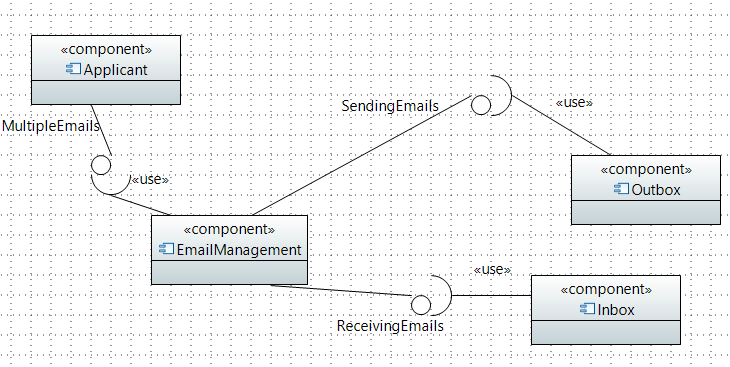 «component»
Applicant
MultipleEmails
«use»
SendingEmails
«use»
«component»
Outbox
«component»
EmailManagement
«use»
ReceivingEmails
«component»
Inbox